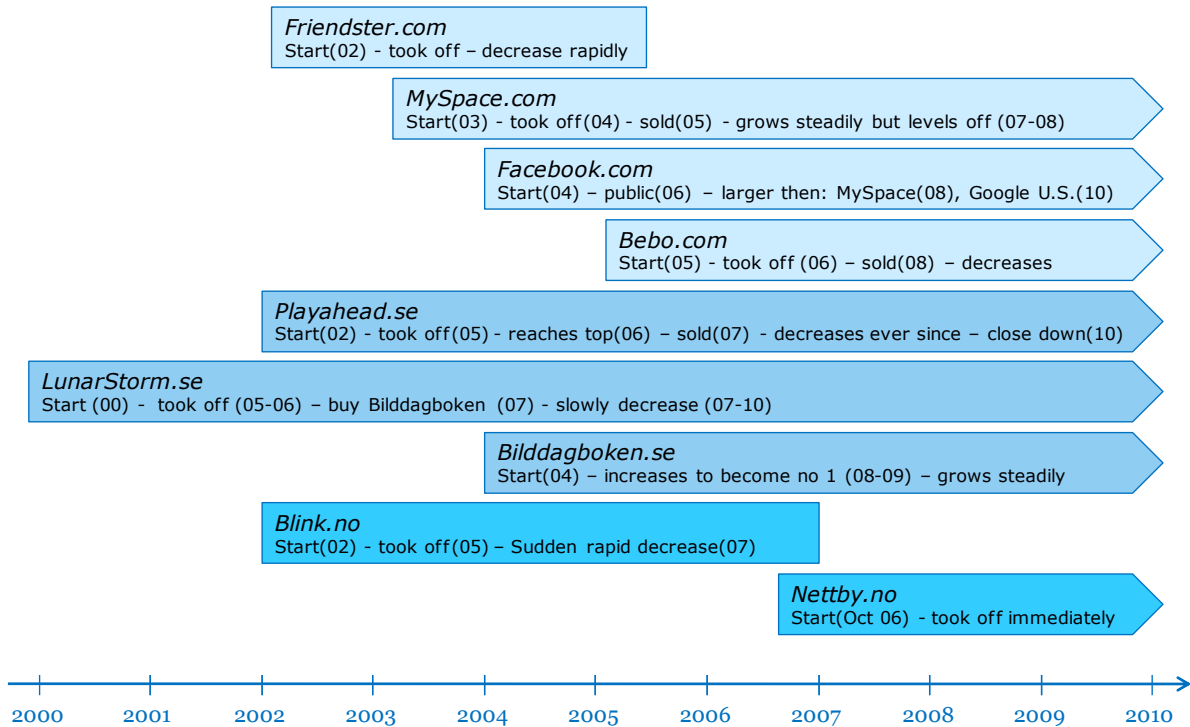 Friendster.com
Start(02) - took off – decrease rapidly
MySpace.com
Start(03) - took off(04) - sold(05) - grows steadily but levels off (07-08)
Facebook.com
Start(04) – public(06) – larger then: MySpace(08), Google U.S.(10)
Bebo.com
Start(05) - took off (06) – sold(08) – decreases
Playahead.se
Start(02) - took off(05) - reaches top(06) – sold(07) - decreases ever since – close down(10)
LunarStorm.se
Start (00) - took off (05-06) – buy Bilddagboken (07) - slowly decrease (07-10)
Bilddagboken.se
Start(04) – increases to become no 1 (08-09) – grows steadily
Blink.no
Start(02) - took off(05) – Sudden rapid decrease(07)
Nettby.no
Start(Oct 06) - took off immediately
2000 2001 2002 2003 2004 2005 2006 2007 2008 2009 2010